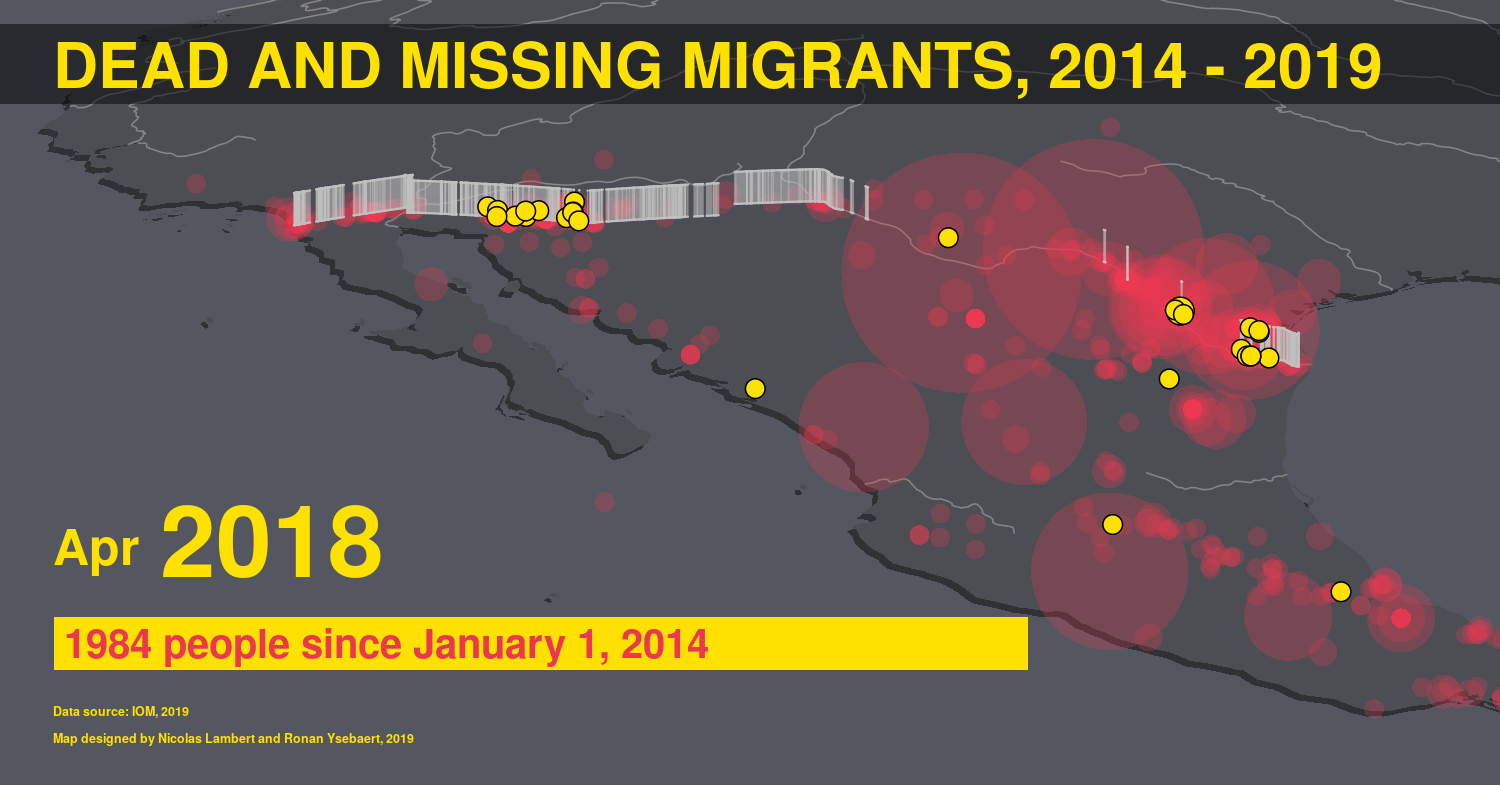 DEAD AND MISSING MIGRANTS, 2014 - 2019
Apr 2018
1984 people since January 1, 2014
Data source: IOM, 2019
Map designed by Nicolas Lambert and Ronan Ysebaert, 2019